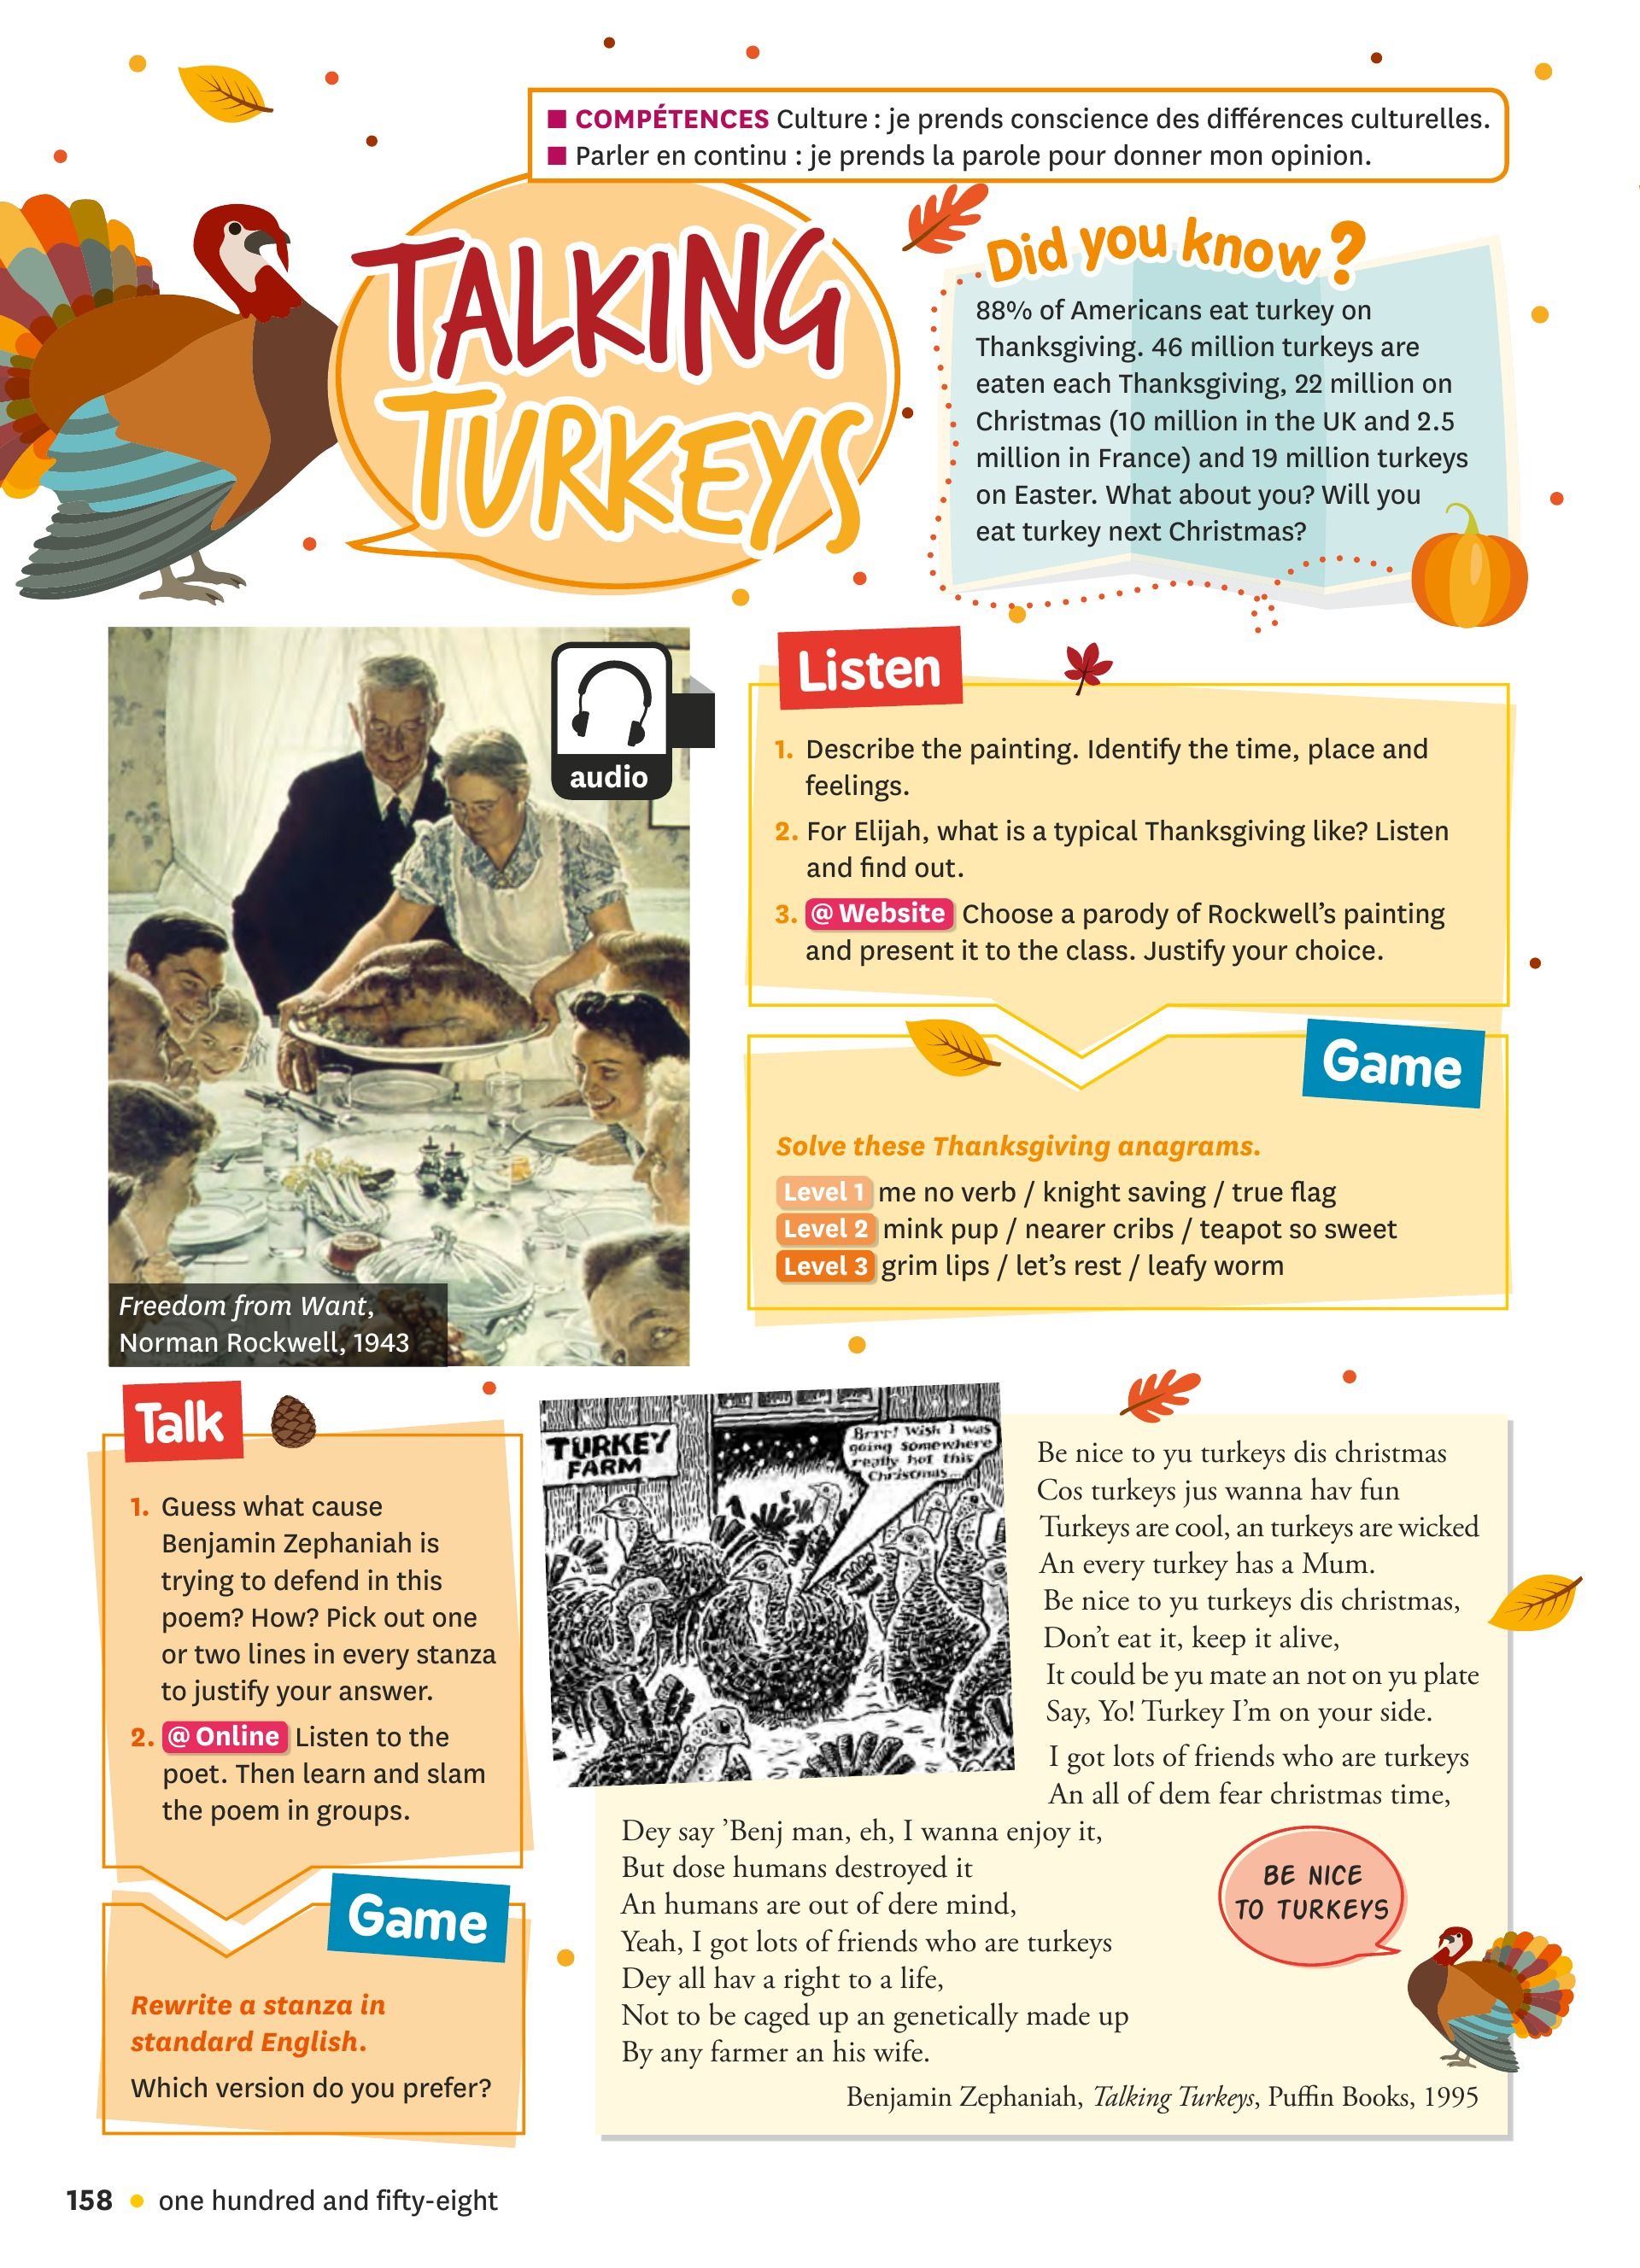 ■ COMPÉTENCES Culture : je prends conscience des différences culturelles.
■ Parler en continu : je prends la parole pour donner mon opinion.
TALKING
TURKEYS
Did you know?
88% of Americans eat turkey on
Thanksgiving. 46 million turkeys are
eaten each Thanksgiving, 22 million on
Christmas (10 million in the UK and 2.5
million in France) and 19 million turkeys
on Easter. What about you? Will you
eat turkey next Christmas?
audio
Freedom from Want,
Norman Rockwell, 1943
Listen
1. Describe the painting. Identify the time, place and
feelings.
2. For Elijah, what is a typical Thanksgiving like? Listen
and find out.
3. @ Website Choose a parody of Rockwell's painting
and present it to the class. Justify your choice.
Game
Solve these Thanksgiving anagrams.
Level 1 me no verb / knight saving / true flag
Level 2 mink pup / nearer cribs / teapot so sweet
Level 3 grim lips / let's rest / leafy worm
Talk
1. Guess what cause
Benjamin Zephaniah is
trying to defend in this
poem? How? Pick out one
or two lines in every stanza
to justify your answer.
2. @ Online Listen to the
poet. Then learn and slam
the poem in groups.
Game
Rewrite a stanza in
standard English.
Which version do you prefer?
TURKEY
FARM
Brrr! Wish I was
going somewhere
really hot this
Christmas...
Be nice to yu turkeys dis christmas
Cos turkeys jus wanna hav fun
Turkeys are cool, an turkeys are wicked
An every turkey has a Mum.
Be nice to yu turkeys dis christmas,
Don't eat it, keep it alive,
It could be yu mate an not on yu plate
Say, Yo! Turkey I'm on your side.
I got lots of friends who are turkeys
An all of dem fear christmas time,
Dey say 'Benj man, eh, I wanna enjoy it,
But dose humans destroyed it
An humans are out of dere mind,
Yeah, I got lots of friends who are turkeys
Dey all hav a right to a life,
Not to be caged up an genetically made up
By any farmer an his wife.
BE NICE
TO TURKEYS
Benjamin Zephaniah, Talking Turkeys, Puffin Books, 1995
158 • one hundred and fifty-eight